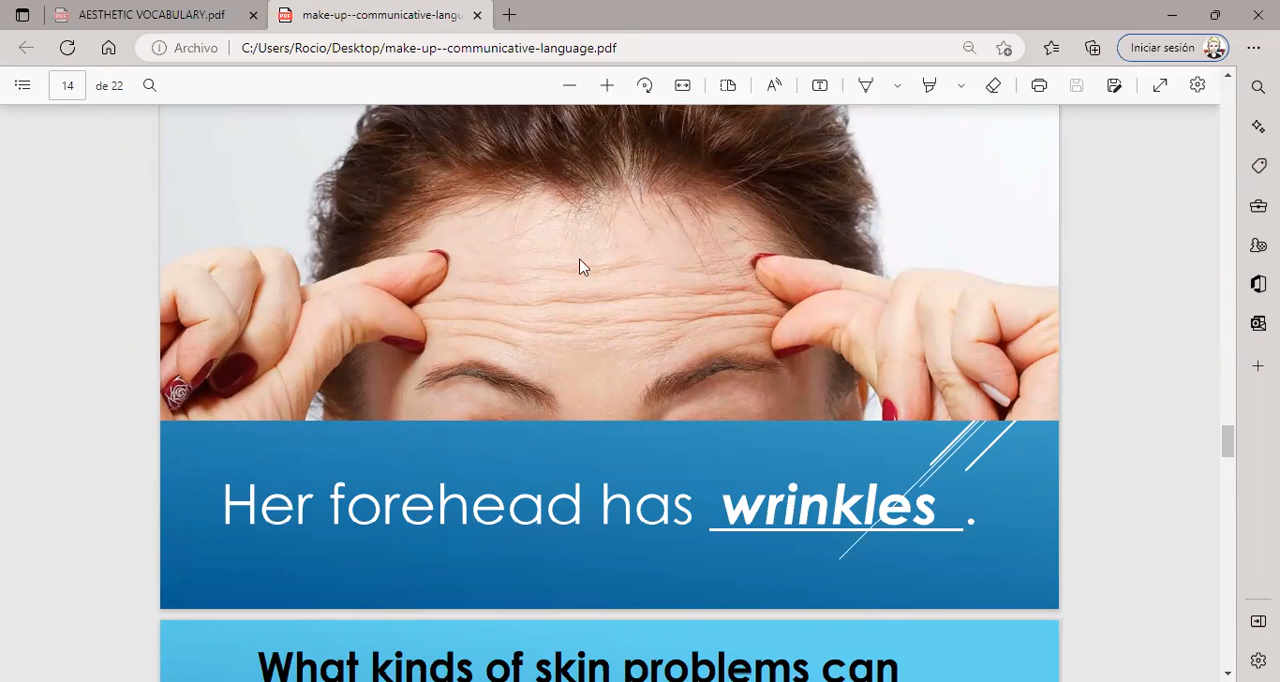 AESTHETIC VOCABULARY.pdf
make-up--communicative-langu
Archivo
C:/Users/Rocio/Desktop/make-up--communicative-language.pdf
Iniciar sesión
14
de 22
Her forehead has wrinkles.
What kinds of skin problems can